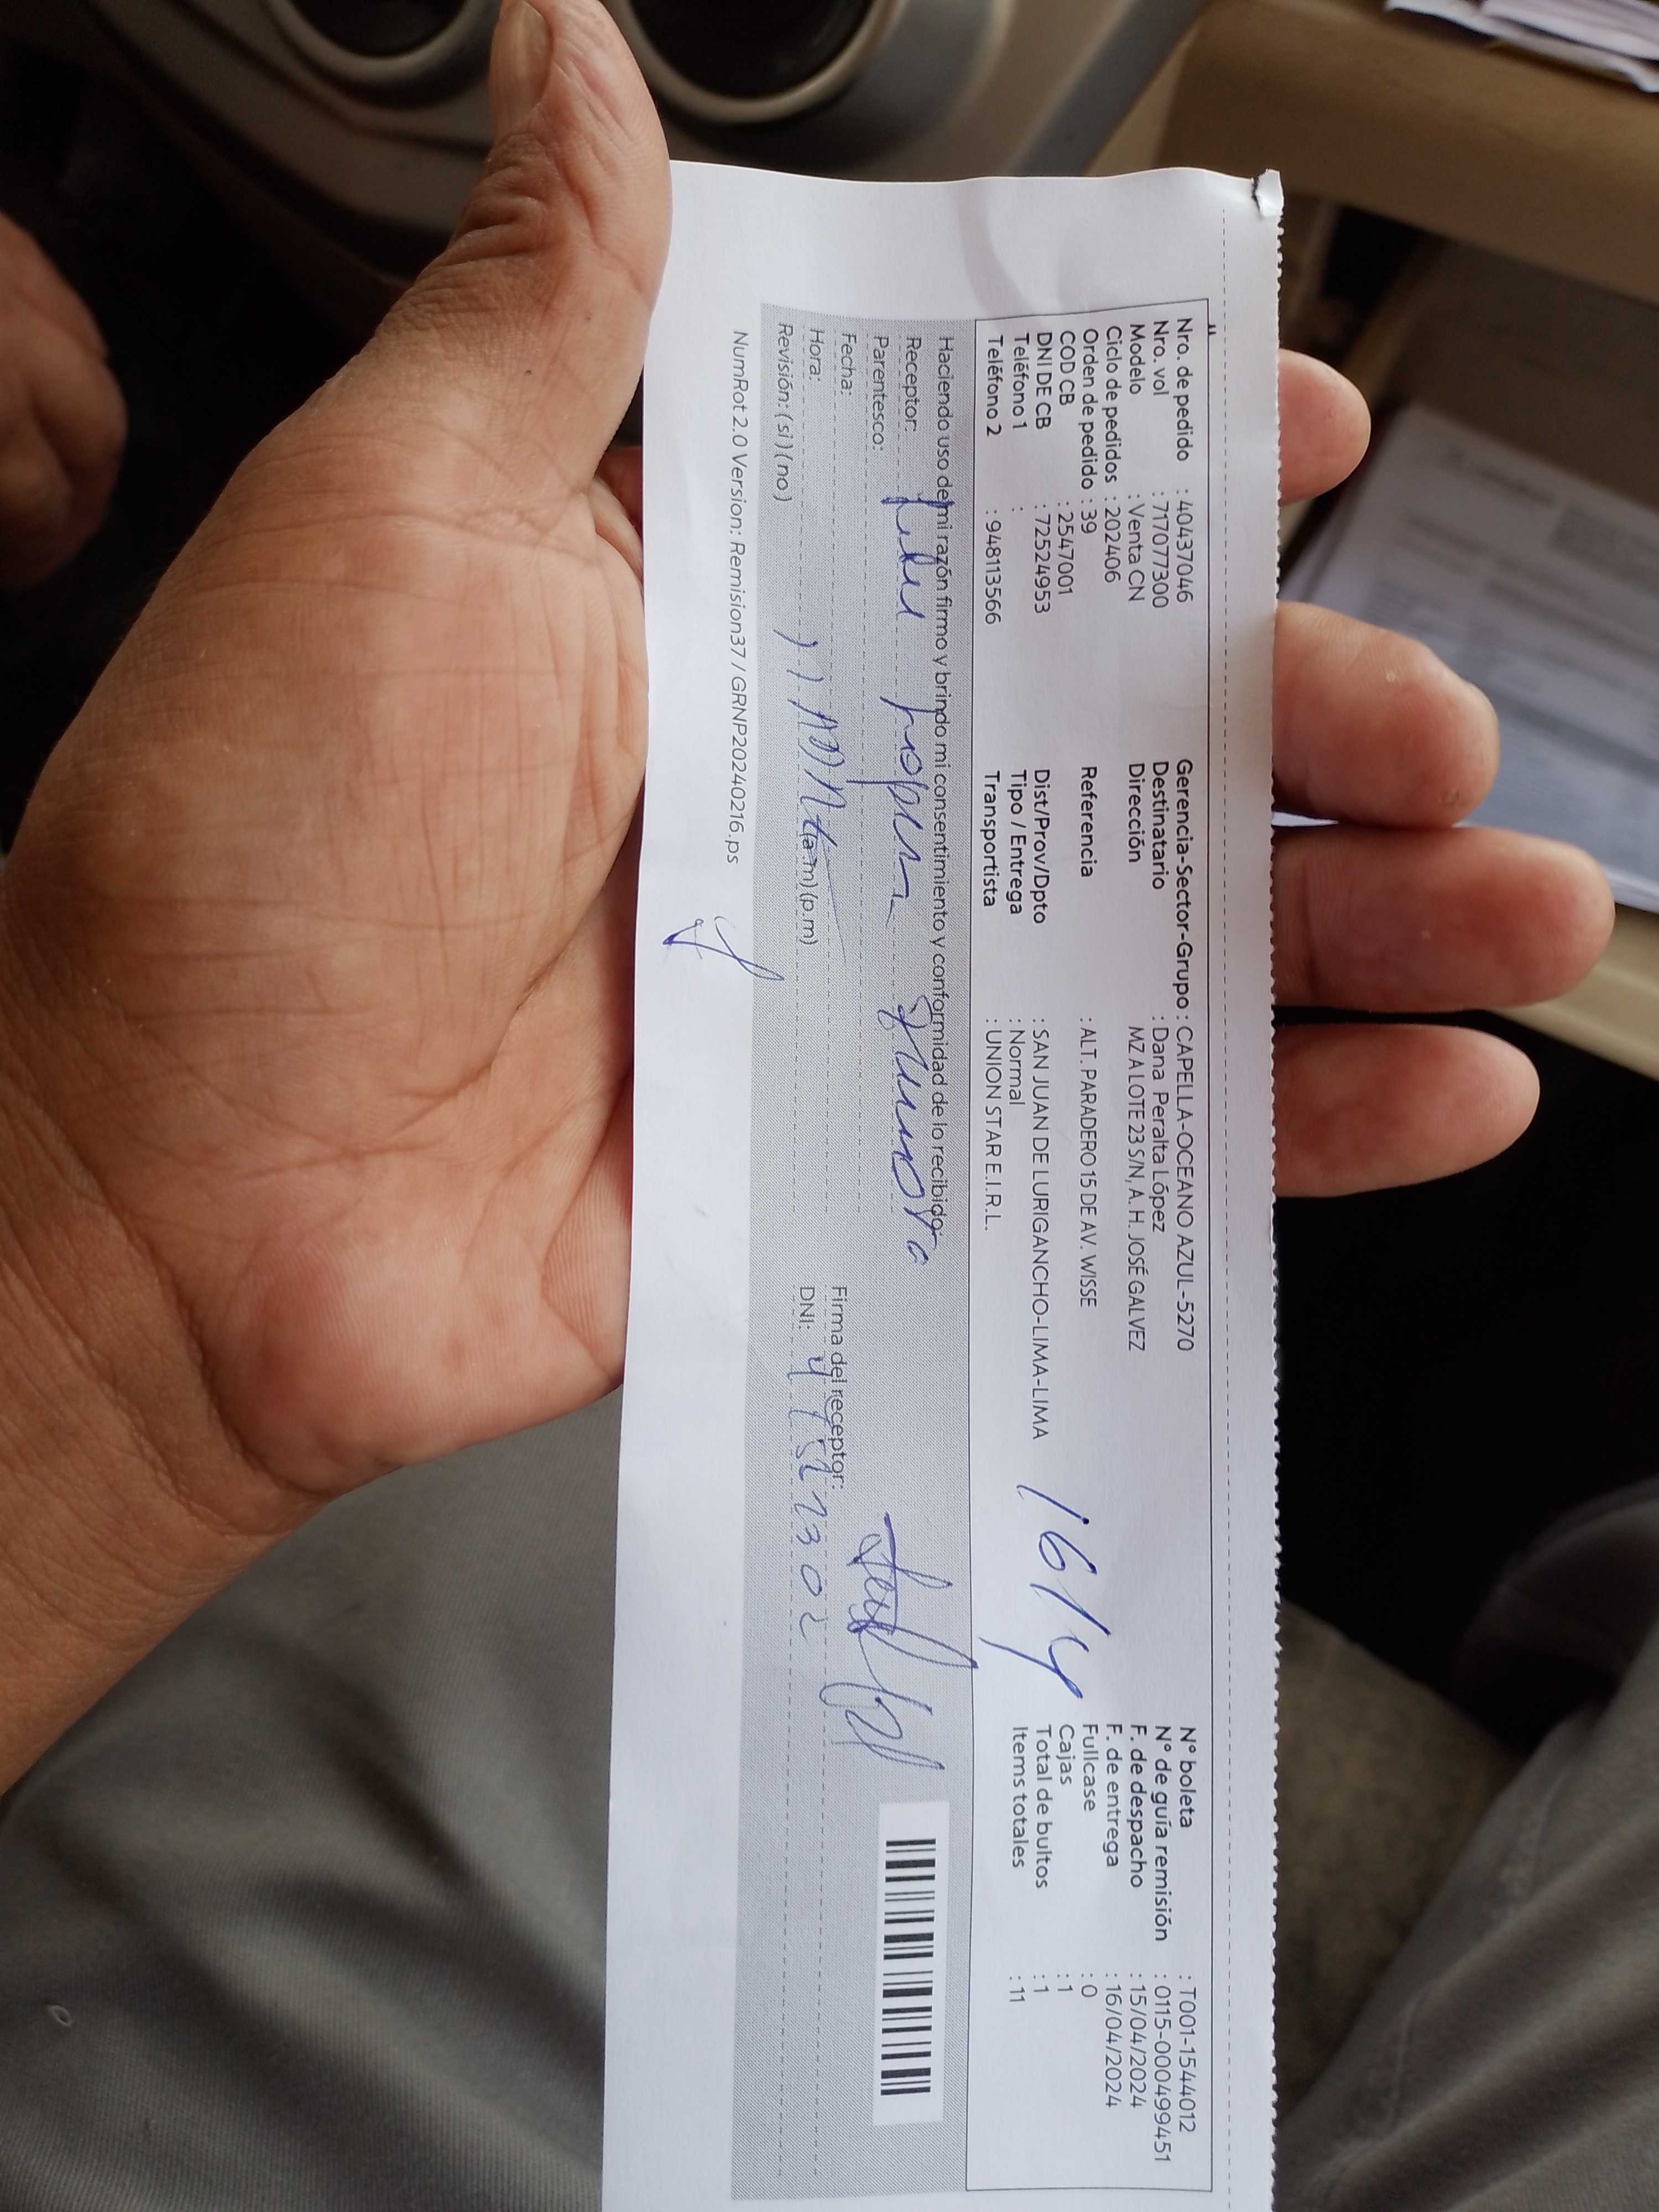 Nro. de pedido : 404437046
Nro. vol : 717077300
Modelo : Venta CN
Ciclo de pedidos : 202406
Orden de pedido : 39
COD CB : 2547001
DNI DE CB : 72524953
Teléfono 1 :
Teléfono 2 : 948113566
Gerencia-Sector-Grupo : CAPELLA-OCEANO AZUL-5270
Destinatario : Dana Peralta López
Dirección MZ A LOTE 23 S/N, A. H. JOSÉ GALVEZ
Referencia : ALT. PARADERO 15 DE AV. WISSE
Dist/Prov/Dpto : SAN JUAN DE LURIGANCHO-LIMA-LIMA
Tipo / Entrega : Normal
Transportista : UNION STAR E.I.R.L.
16/4
N° boleta : T001-1544012
N° de guía remisión : 0115-000499451
F. de despacho : 15/04/2024
F. de entrega : 16/04/2024
Fullcase : 0
Cajas : 1
Total de bultos : 1
Items totales : 11
Haciendo uso de mi razón firmo y brindo mi consentimiento y conformidad de lo recibido
Receptor:
Parentesco:
Fecha:
Hora: (a.m) (p.m)
Revisión: (si) (no)
Firma del receptor:
DNI:
NumRot 2.0 Version: Remision37 / GRNP20240216.ps